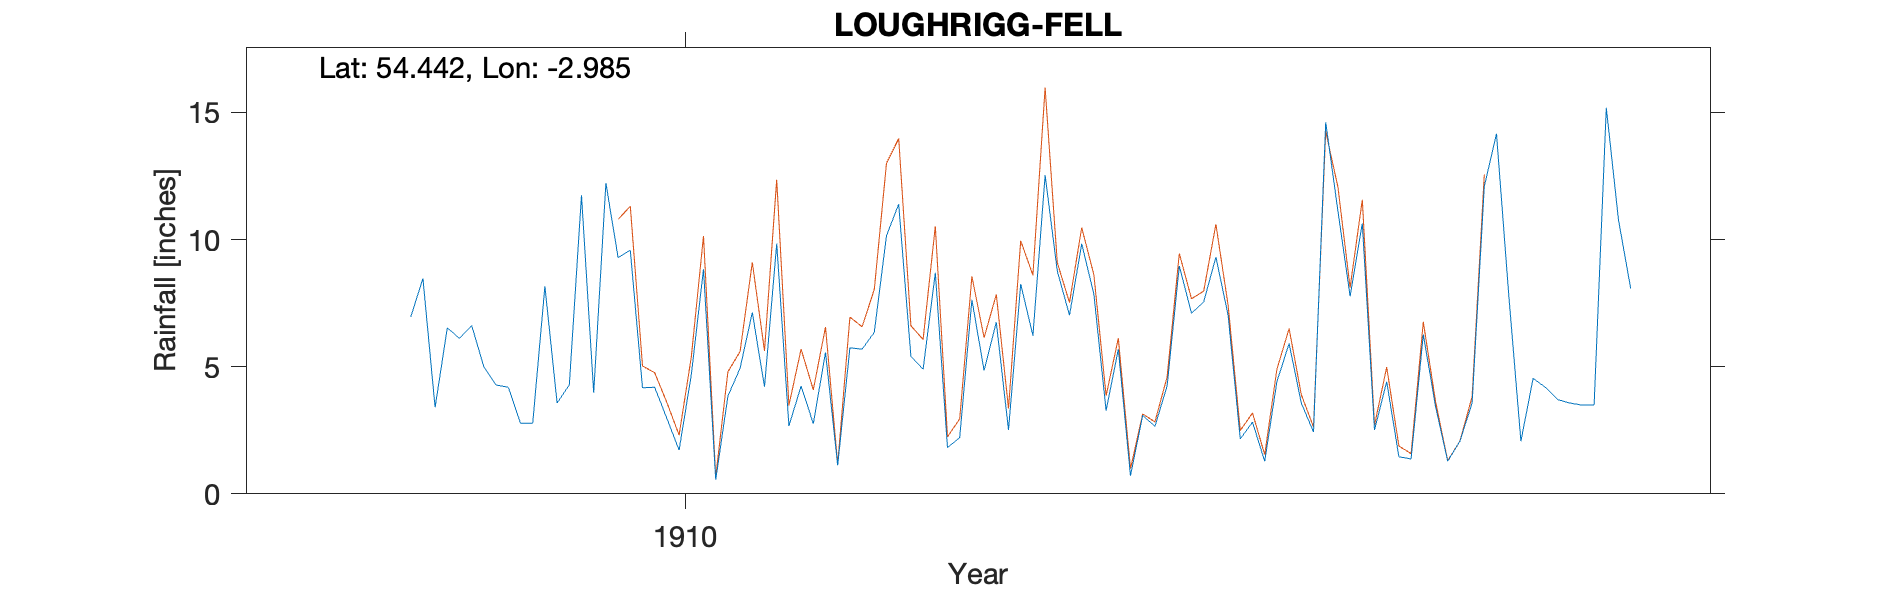 LOUGHRIGG-FELL
Lat: 54.442, Lon: -2.985
15
10
5
0
Rainfall [inches]
1910
Year